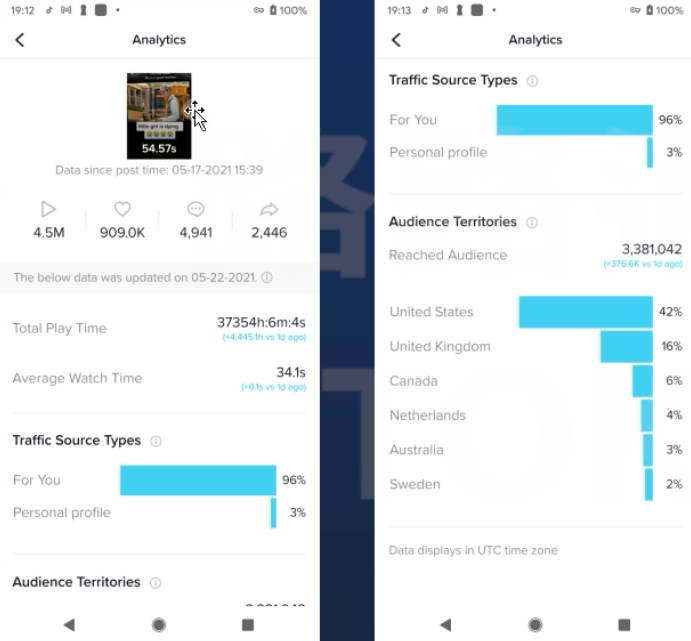 19:12
100%
Analytics
little girl is dying
54.57s
Data since post time: 05-17-2021 15:39
4.5M
909.0K
4,941
2,446
The below data was updated on 05-22-2021.
Total Play Time
37354h:6m:4s
(+4,445.1h vs 1d ago)
Average Watch Time
34.1s
(+0.1s vs 1d ago)
Traffic Source Types
For You
96%
Personal profile
3%
Audience Territories
19:13
100%
Analytics
Traffic Source Types
For You
96%
Personal profile
3%
Audience Territories
Reached Audience
3,381,042
(+376.6K vs 1d ago)
United States
42%
United Kingdom
16%
Canada
6%
Netherlands
4%
Australia
3%
Sweden
2%
Data displays in UTC time zone